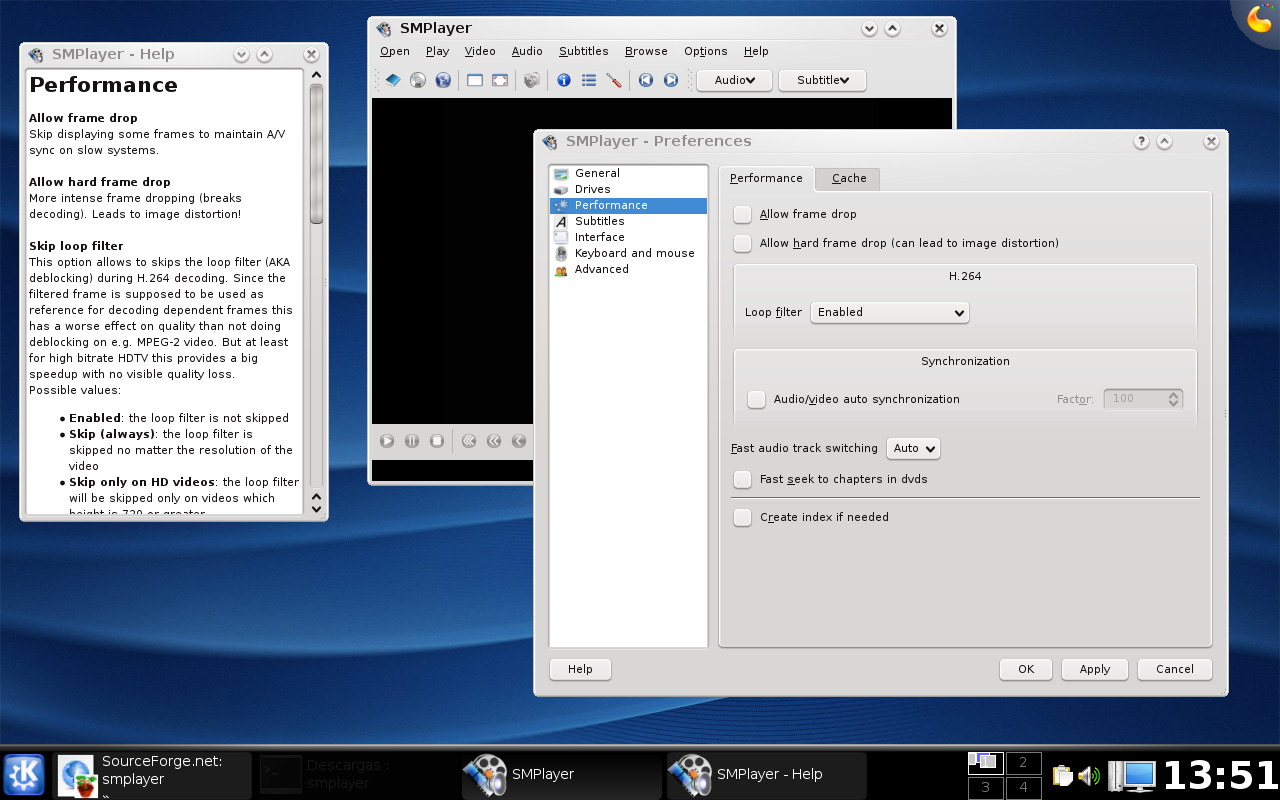 SMPlayer - Help
Performance
Allow frame drop
Skip displaying some frames to maintain A/V
sync on slow systems.
Allow hard frame drop
More intense frame dropping (breaks
decoding). Leads to image distortion!
Skip loop filter
This option allows to skips the loop filter (AKA
deblocking) during H.264 decoding. Since the
filtered frame is supposed to be used as
reference for decoding dependent frames this
has a worse effect on quality than not doing
deblocking on e.g. MPEG-2 video. But at least
for high bitrate HDTV this provides a big
speedup with no visible quality loss.
Possible values:
• Enabled: the loop filter is not skipped
• Skip (always): the loop filter is
skipped no matter the resolution of the
video
• Skip only on HD videos: the loop filter
will be skipped only on videos which
height is 720 or greater
SMPlayer
Open Play Video Audio Subtitles Browse Options Help
Audio Subtitle
SMPlayer - Preferences
?
General
Drives
Performance
Subtitles
Interface
Keyboard and mouse
Advanced
Performance Cache
Allow frame drop
Allow hard frame drop (can lead to image distortion)
H.264
Loop filter Enabled
Synchronization
Audio/video auto synchronization Factor: 100
Fast audio track switching Auto
Fast seek to chapters in dvds
Create index if needed
Help OK Apply Cancel
SourceForge.net:
smplayer
»
Descargas :
smplayer
SMPlayer
SMPlayer - Help
1 2
3 4
13:51